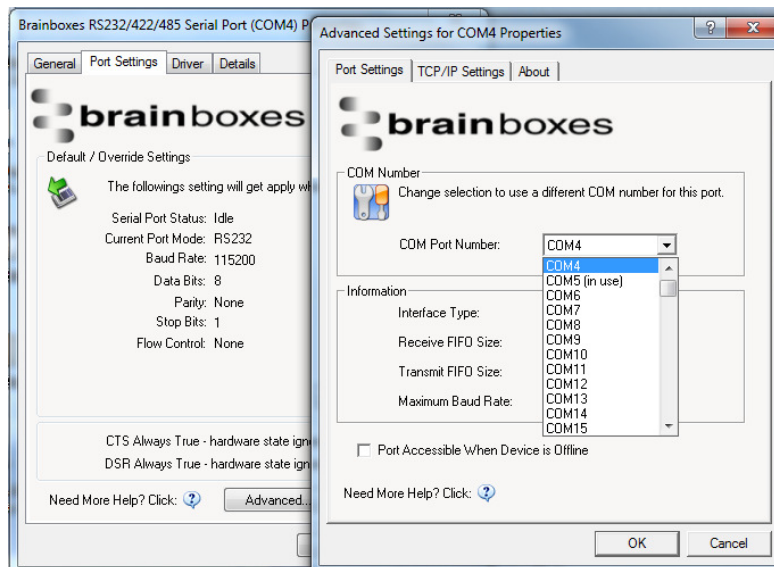 Brainboxes RS232/422/485 Serial Port (COM4) P
General Port Settings Driver Details
brainboxes
Default / Override Settings
The followings setting will get apply wh
Serial Port Status: Idle
Current Port Mode: RS232
Baud Rate: 115200
Data Bits: 8
Parity: None
Stop Bits: 1
Flow Control: None
CTS Always True - hardware state ign
DSR Always True - hardware state ign
Need More Help? Click: ?
Advanced...
Advanced Settings for COM4 Properties
Port Settings TCP/IP Settings About
brainboxes
COM Number
Change selection to use a different COM number for this port.
COM Port Number: COM4
COM4
COM5 (in use)
COM6
COM7
COM8
COM9
COM10
COM11
COM12
COM13
COM14
COM15
Information
Interface Type:
Receive FIFO Size:
Transmit FIFO Size:
Maximum Baud Rate:
Port Accessible When Device is Offline
Need More Help? Click: ?
OK Cancel